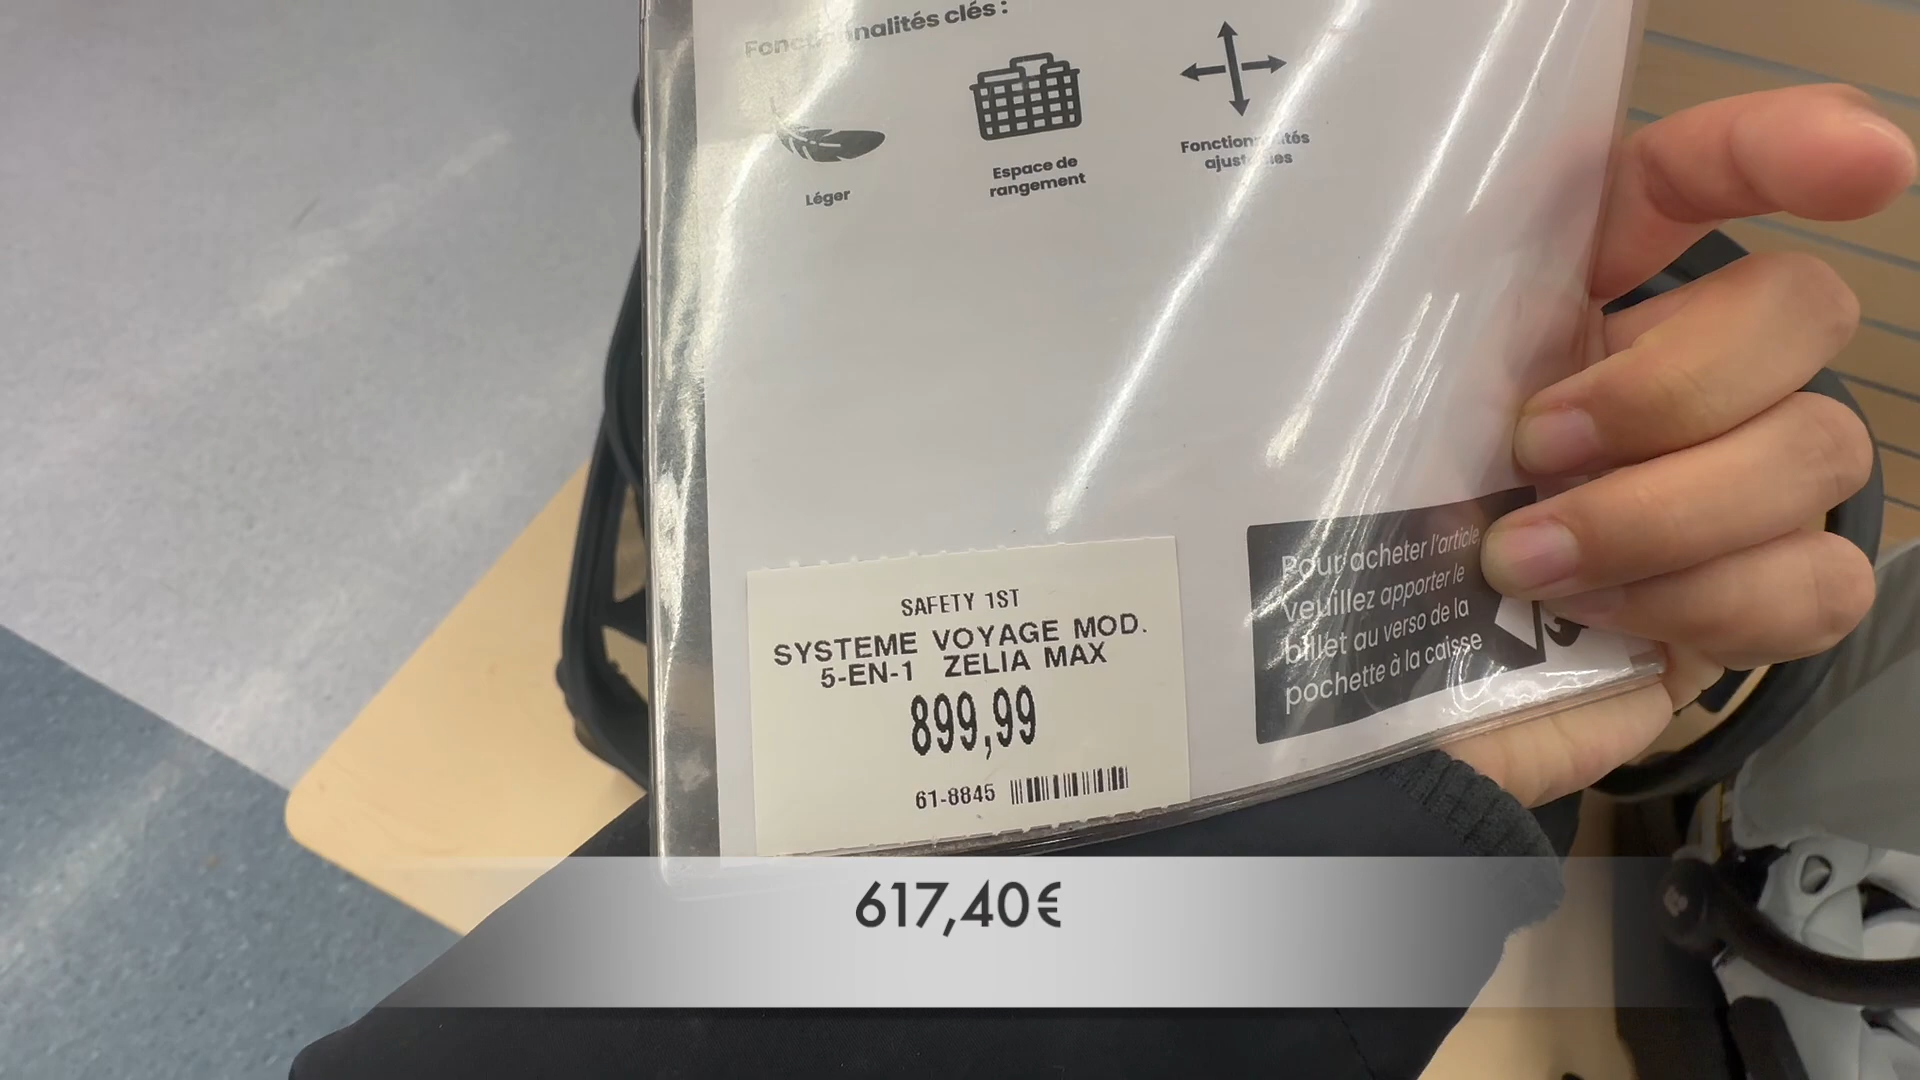 Fonctionnalités clés :
Léger
Espace de
rangement
Fonctionnalités
ajustables
SAFETY 1ST
SYSTEME VOYAGE MOD.
5-EN-1 ZELIA MAX
899,99
61-8845
Pour acheter l'article,
veuillez apporter le
billet au verso de la
pochette à la caisse
617,40€